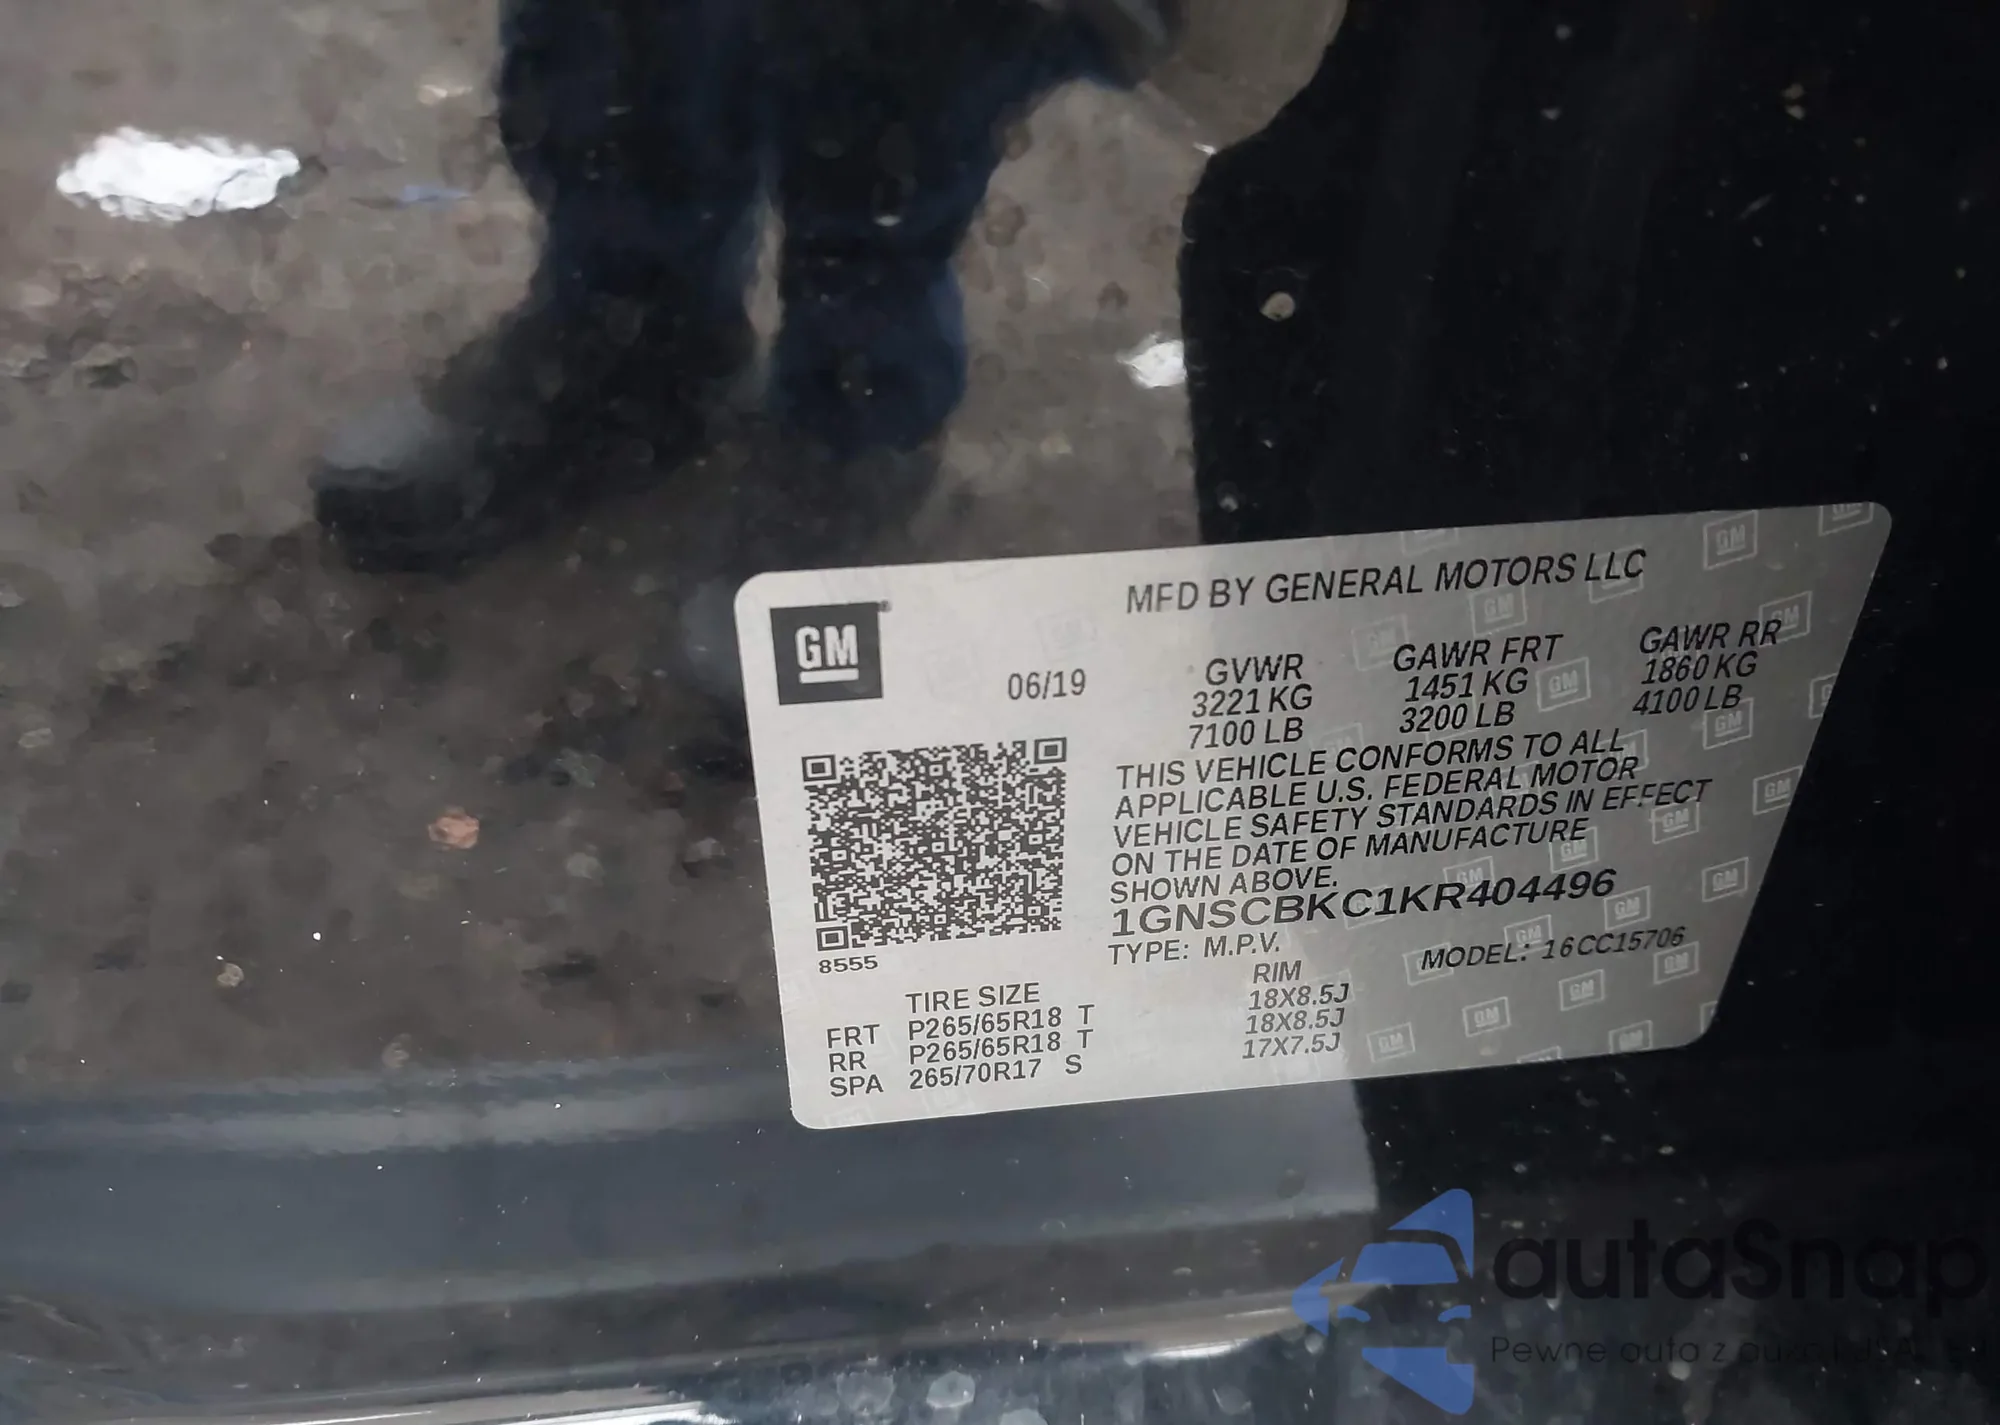 MFD BY GENERAL MOTORS LLC
GM
06/19
GVWR GAWR FRT GAWR RR
3221 KG 1451 KG 1860 KG
7100 LB 3200 LB 4100 LB
THIS VEHICLE CONFORMS TO ALL
APPLICABLE U.S. FEDERAL MOTOR
VEHICLE SAFETY STANDARDS IN EFFECT
ON THE DATE OF MANUFACTURE
SHOWN ABOVE.
1GNSCBKC1KR404496
8555
TYPE: M.P.V. MODEL: 16CC15706
TIRE SIZE RIM
FRT P265/65R18 T 18X8.5J
RR P265/65R18 T 18X8.5J
SPA 265/70R17 S 17X7.5J
autaSnap
Pewne auta z